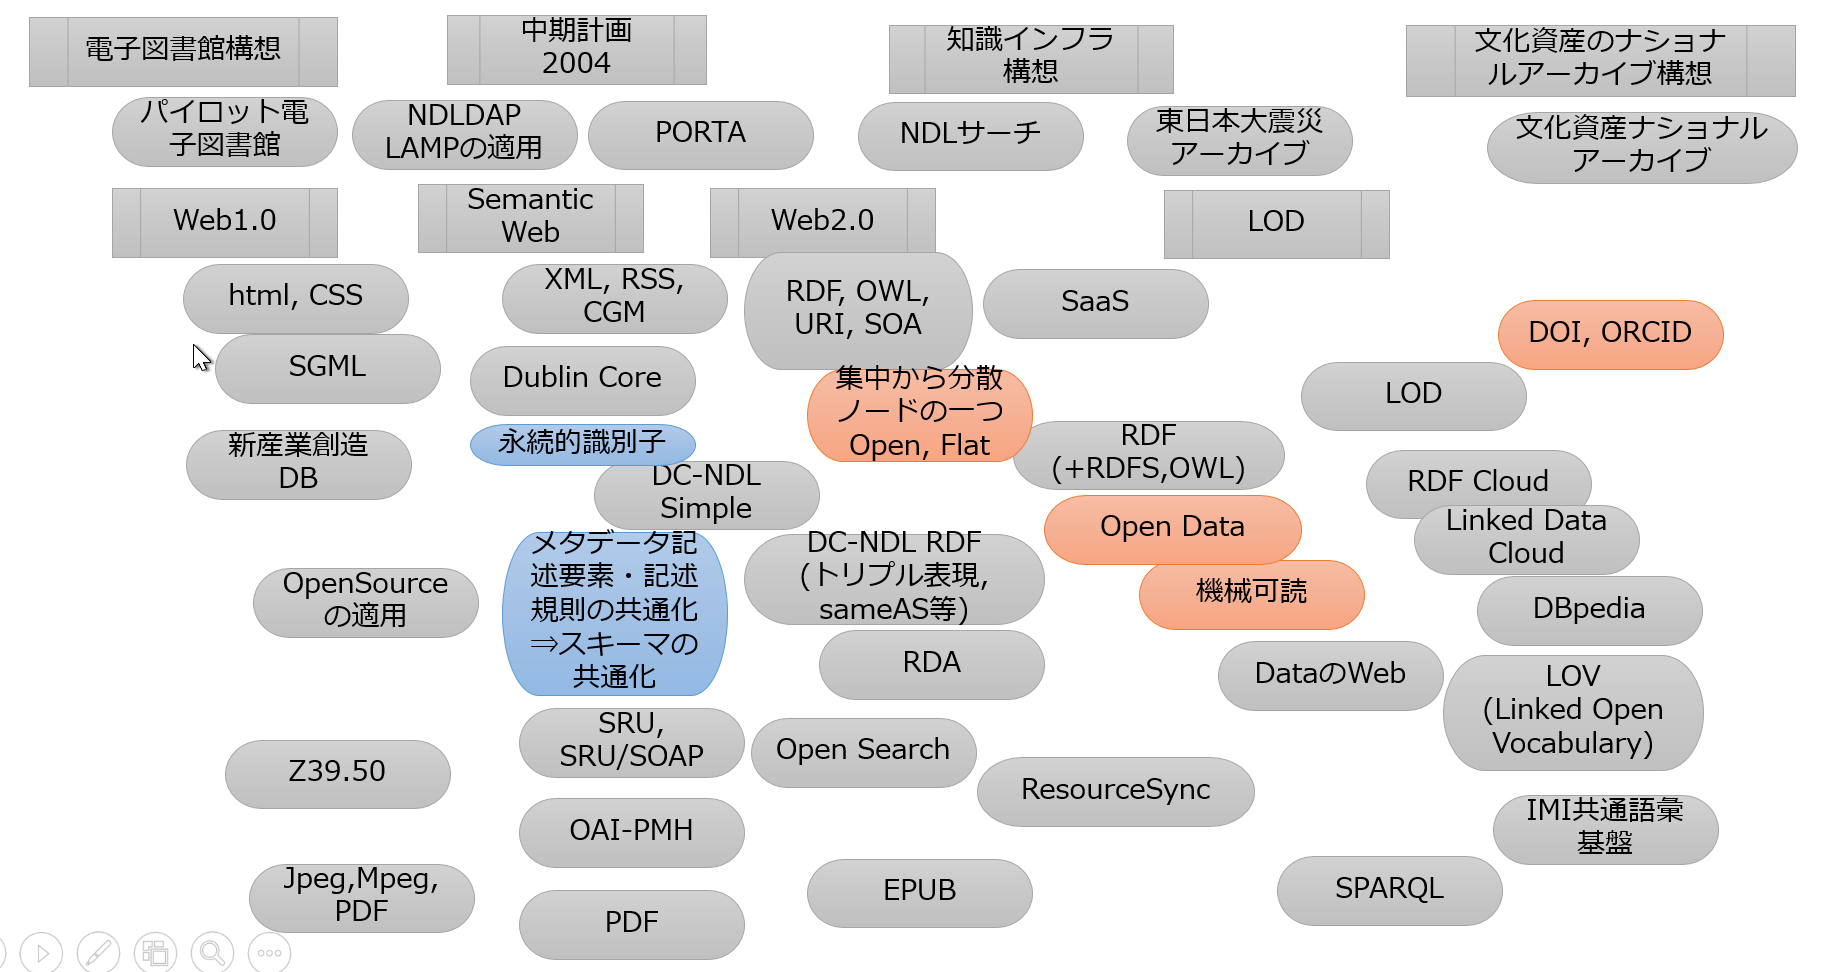 電子図書館構想
中期計画
2004
知識インフラ
構想
文化資産のナショナ
ルアーカイブ構想
パイロット電
子図書館
NDLDAP
LAMPの適用
PORTA
NDLサーチ
東日本大震災
アーカイブ
文化資産ナショナル
アーカイブ
Web1.0
Semantic
Web
Web2.0
LOD
html, CSS
XML, RSS,
CGM
RDF, OWL,
URI, SOA
SaaS
DOI, ORCID
SGML
Dublin Core
集中から分散
ノードの一つ
Open, Flat
LOD
新産業創造
DB
永続的識別子
RDF
(+RDFS,OWL)
DC-NDL
Simple
RDF Cloud
Open Data
Linked Data
Cloud
OpenSource
の適用
メタデータ記
述要素・記述
規則の共通化
⇒スキーマの
共通化
DC-NDL RDF
(トリプル表現,
sameAS等)
機械可読
DBpedia
RDA
DataのWeb
LOV
(Linked Open
Vocabulary)
Z39.50
SRU,
SRU/SOAP
Open Search
ResourceSync
OAI-PMH
IMI共通語彙
基盤
Jpeg,Mpeg,
PDF
PDF
EPUB
SPARQL